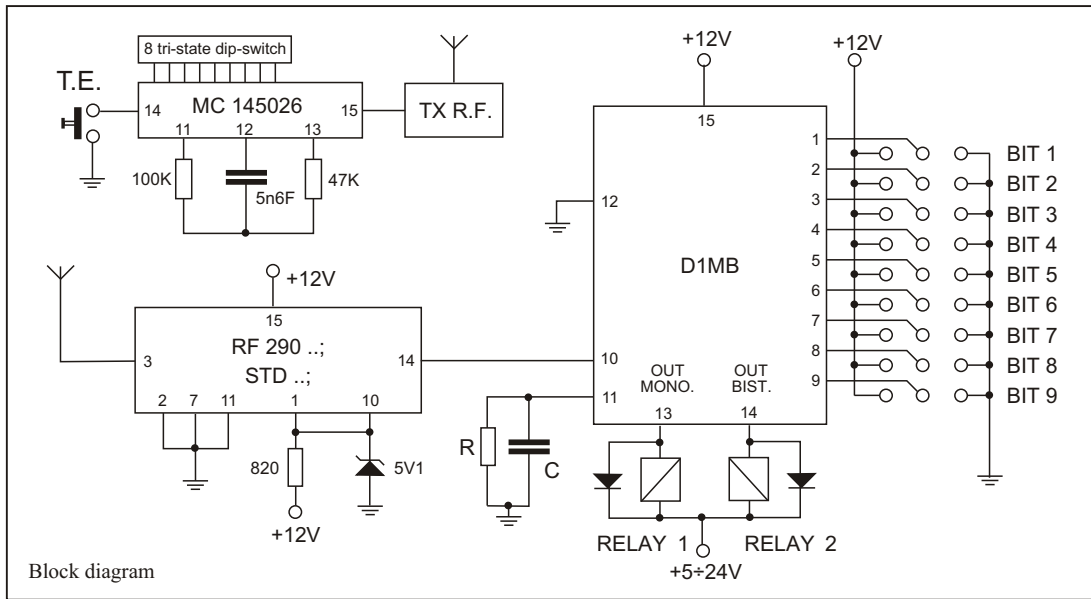 8 tri-state dip-switch
T.E.
14
MC 145026
15
11
12
13
100K
5n6F
47K
TX R.F.
+12V
15
RF 290 ..;
STD ..;
3
14
2
7
11
1
10
820
5V1
+12V
R
C
+12V
15
12
D1MB
10
11
OUT
MONO.
13
OUT
BIST.
14
1
2
3
4
5
6
7
8
9
+12V
BIT 1
BIT 2
BIT 3
BIT 4
BIT 5
BIT 6
BIT 7
BIT 8
BIT 9
RELAY 1
RELAY 2
+5÷24V
Block diagram